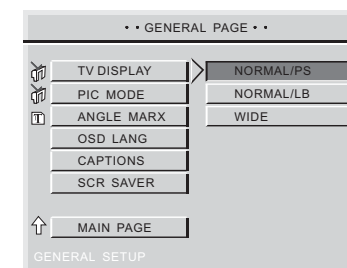 • • GENERAL PAGE • •
TV DISPLAY
NORMAL/PS
PIC MODE
NORMAL/LB
T
ANGLE MARX
WIDE
OSD LANG
CAPTIONS
SCR SAVER
MAIN PAGE
GENERAL SETUP